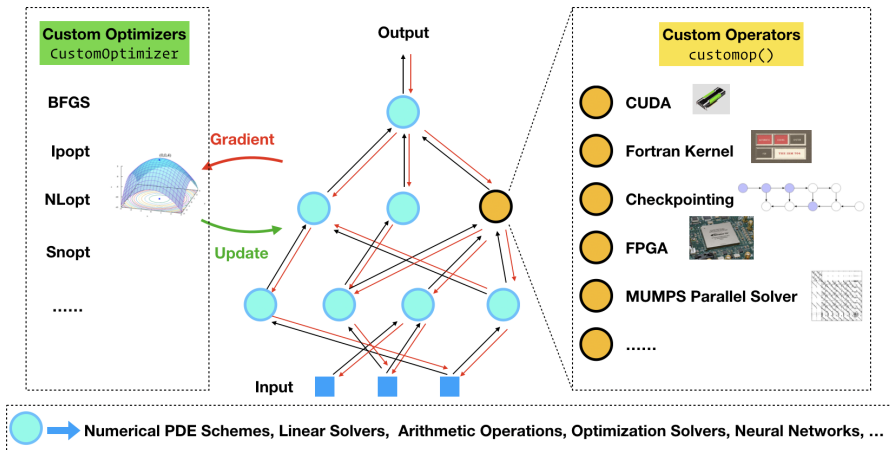 Custom Optimizers
CustomOptimizer
BFGS
Ipopt
NLopt
Snopt
......
Gradient
Update
Output
Input
Custom Operators
customop()
CUDA
Fortran Kernel
Checkpointing
FPGA
MUMPS Parallel Solver
......
Numerical PDE Schemes, Linear Solvers, Arithmetic Operations, Optimization Solvers, Neural Networks, ...